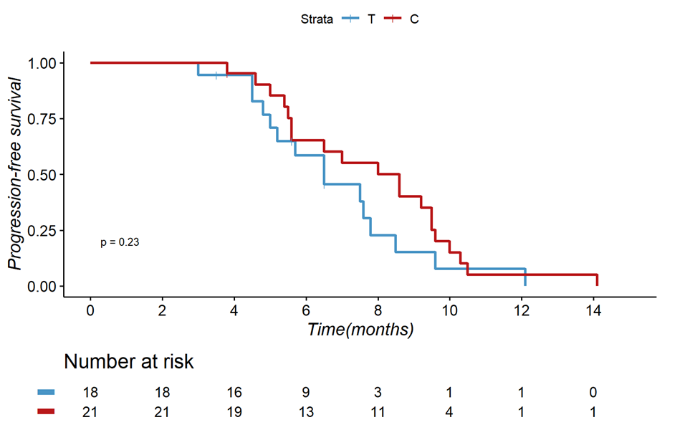 Strata T C
1.00
0.75
0.50
0.25
0.00
Progression-free survival
p = 0.23
0 2 4 6 8 10 12 14
Time(months)
Number at risk
18 18 16 9 3 1 1 0
21 21 19 13 11 4 1 1